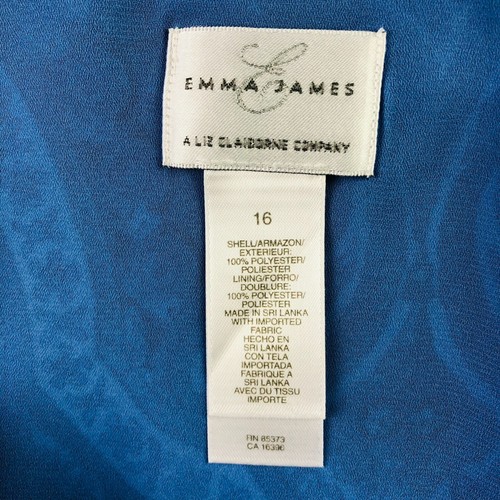 E
EMMA JAMES
A LIZ CLAIBORNE COMPANY
16
SHELL/ARMAZON/
EXTERIEUR:
100% POLYESTER/
POLIESTER
LINING/FORRO/
DOUBLURE:
100% POLYESTER/
POLIESTER
MADE IN SRI LANKA
WITH IMPORTED
FABRIC
HECHO EN
SRI LANKA
CON TELA
IMPORTADA
FABRIQUE A
SRI LANKA
AVEC DU TISSU
IMPORTE
RN 85373
CA 16396